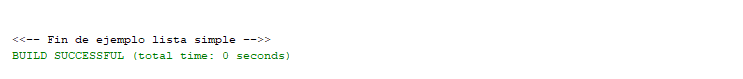 <<-- Fin de ejemplo lista simple -->>
BUILD SUCCESSFUL (total time: 0 seconds)